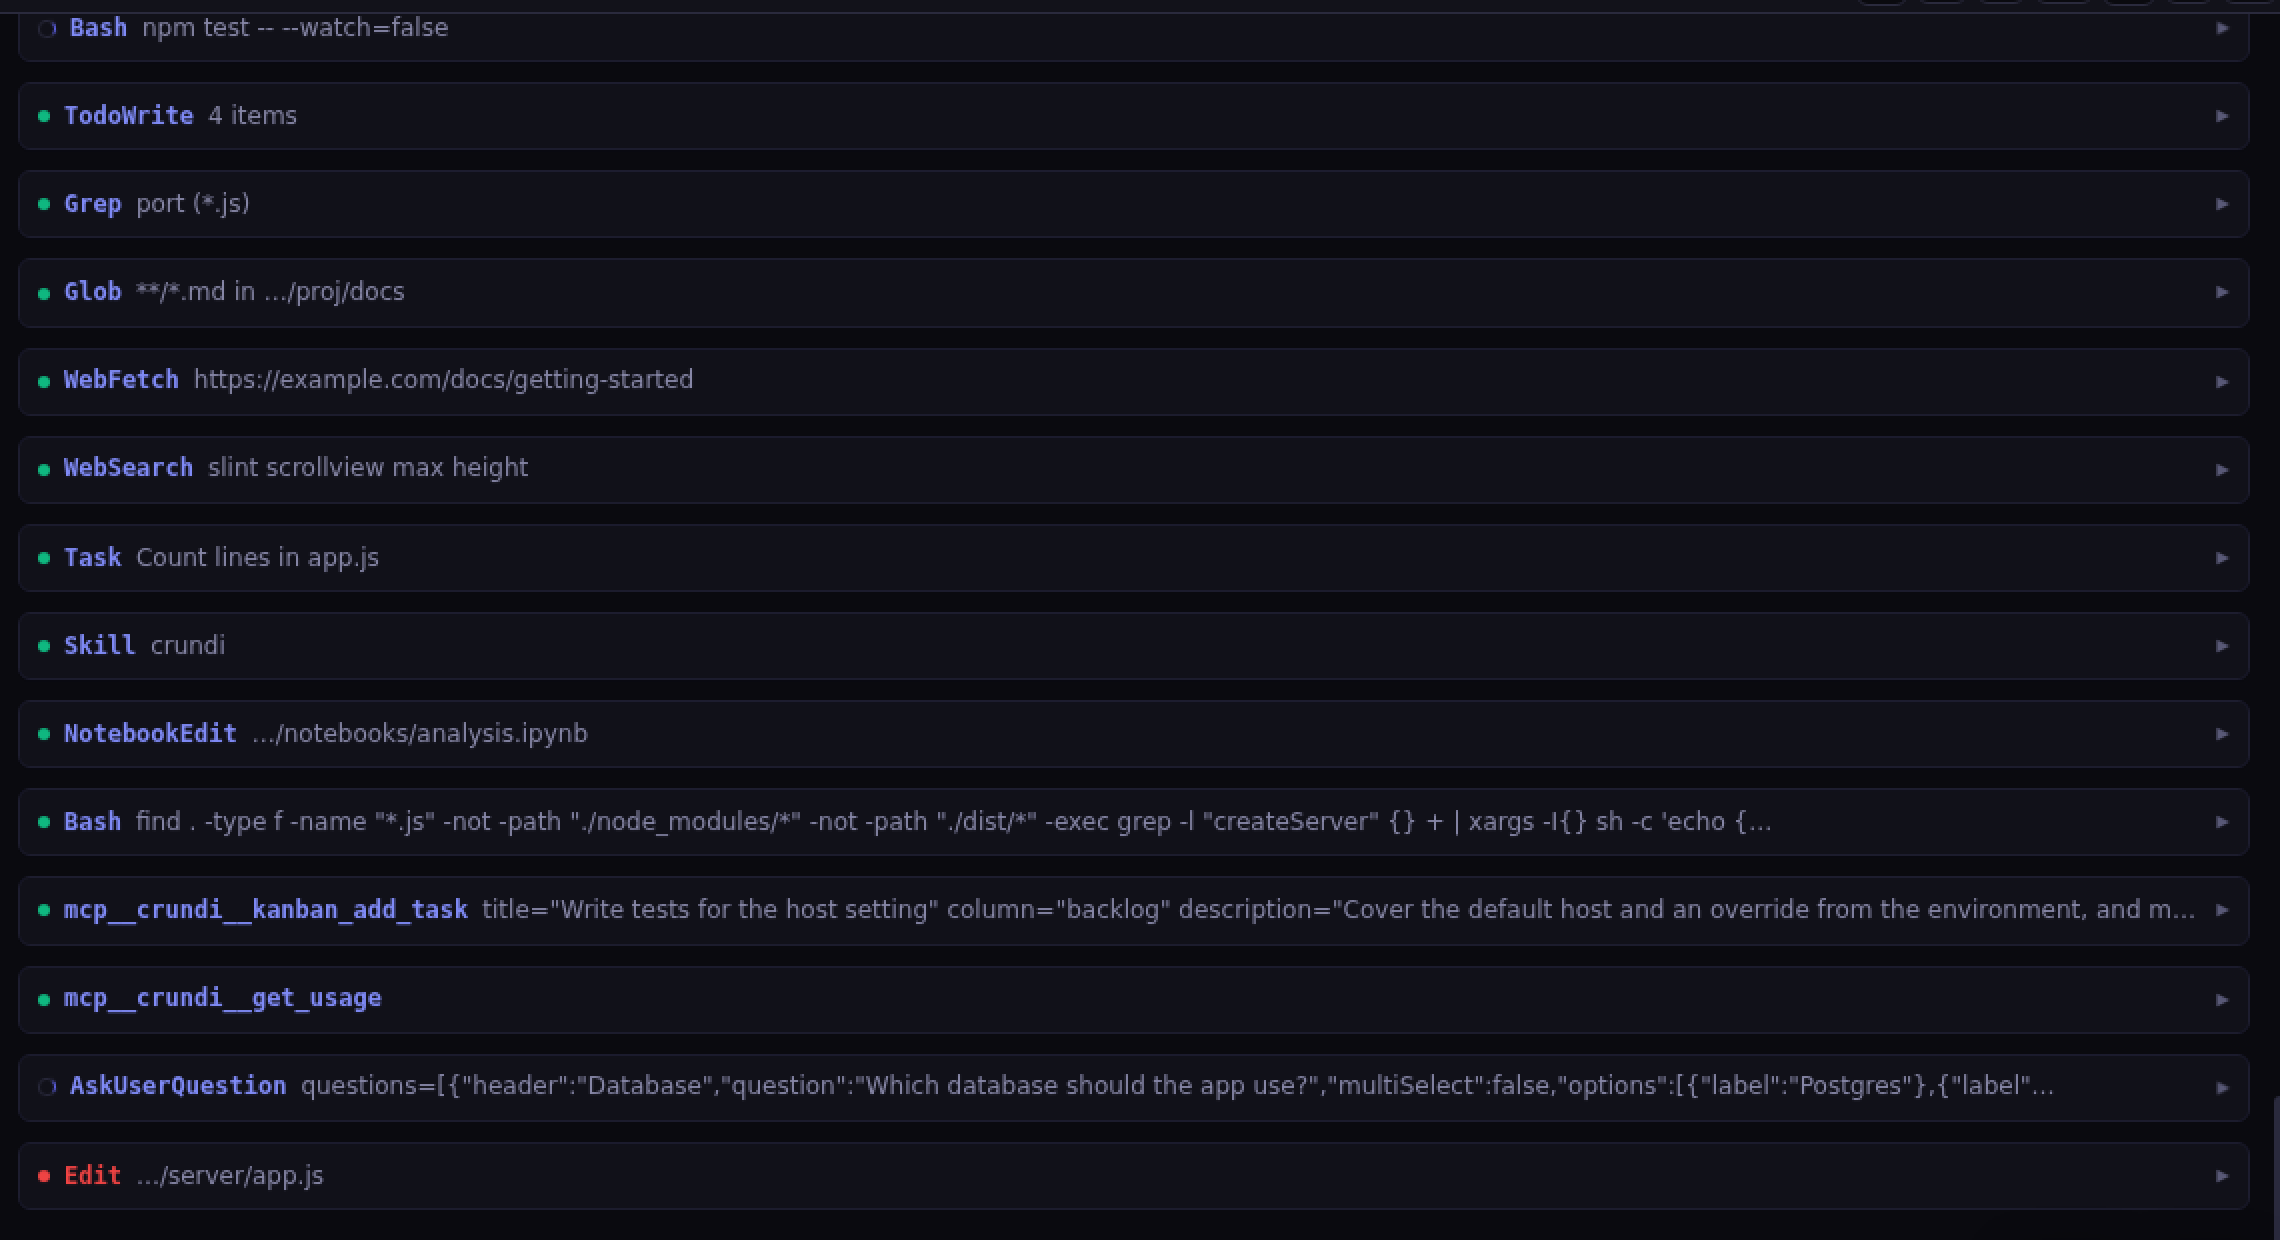 Bash npm test -- --watch=false
TodoWrite 4 items
Grep port (*.js)
Glob **/*.md in …/proj/docs
WebFetch https://example.com/docs/getting-started
WebSearch slint scrollview max height
Task Count lines in app.js
Skill crundi
NotebookEdit …/notebooks/analysis.ipynb
Bash find . -type f -name "*.js" -not -path "./node_modules/*" -not -path "./dist/*" -exec grep -l "createServer" {} + | xargs -I{} sh -c 'echo {…
mcp__crundi__kanban_add_task title="Write tests for the host setting" column="backlog" description="Cover the default host and an override from the environment, and m…
mcp__crundi__get_usage
AskUserQuestion questions=[{"header":"Database","question":"Which database should the app use?","multiSelect":false,"options":[{"label":"Postgres"},{"label"…
Edit …/server/app.js